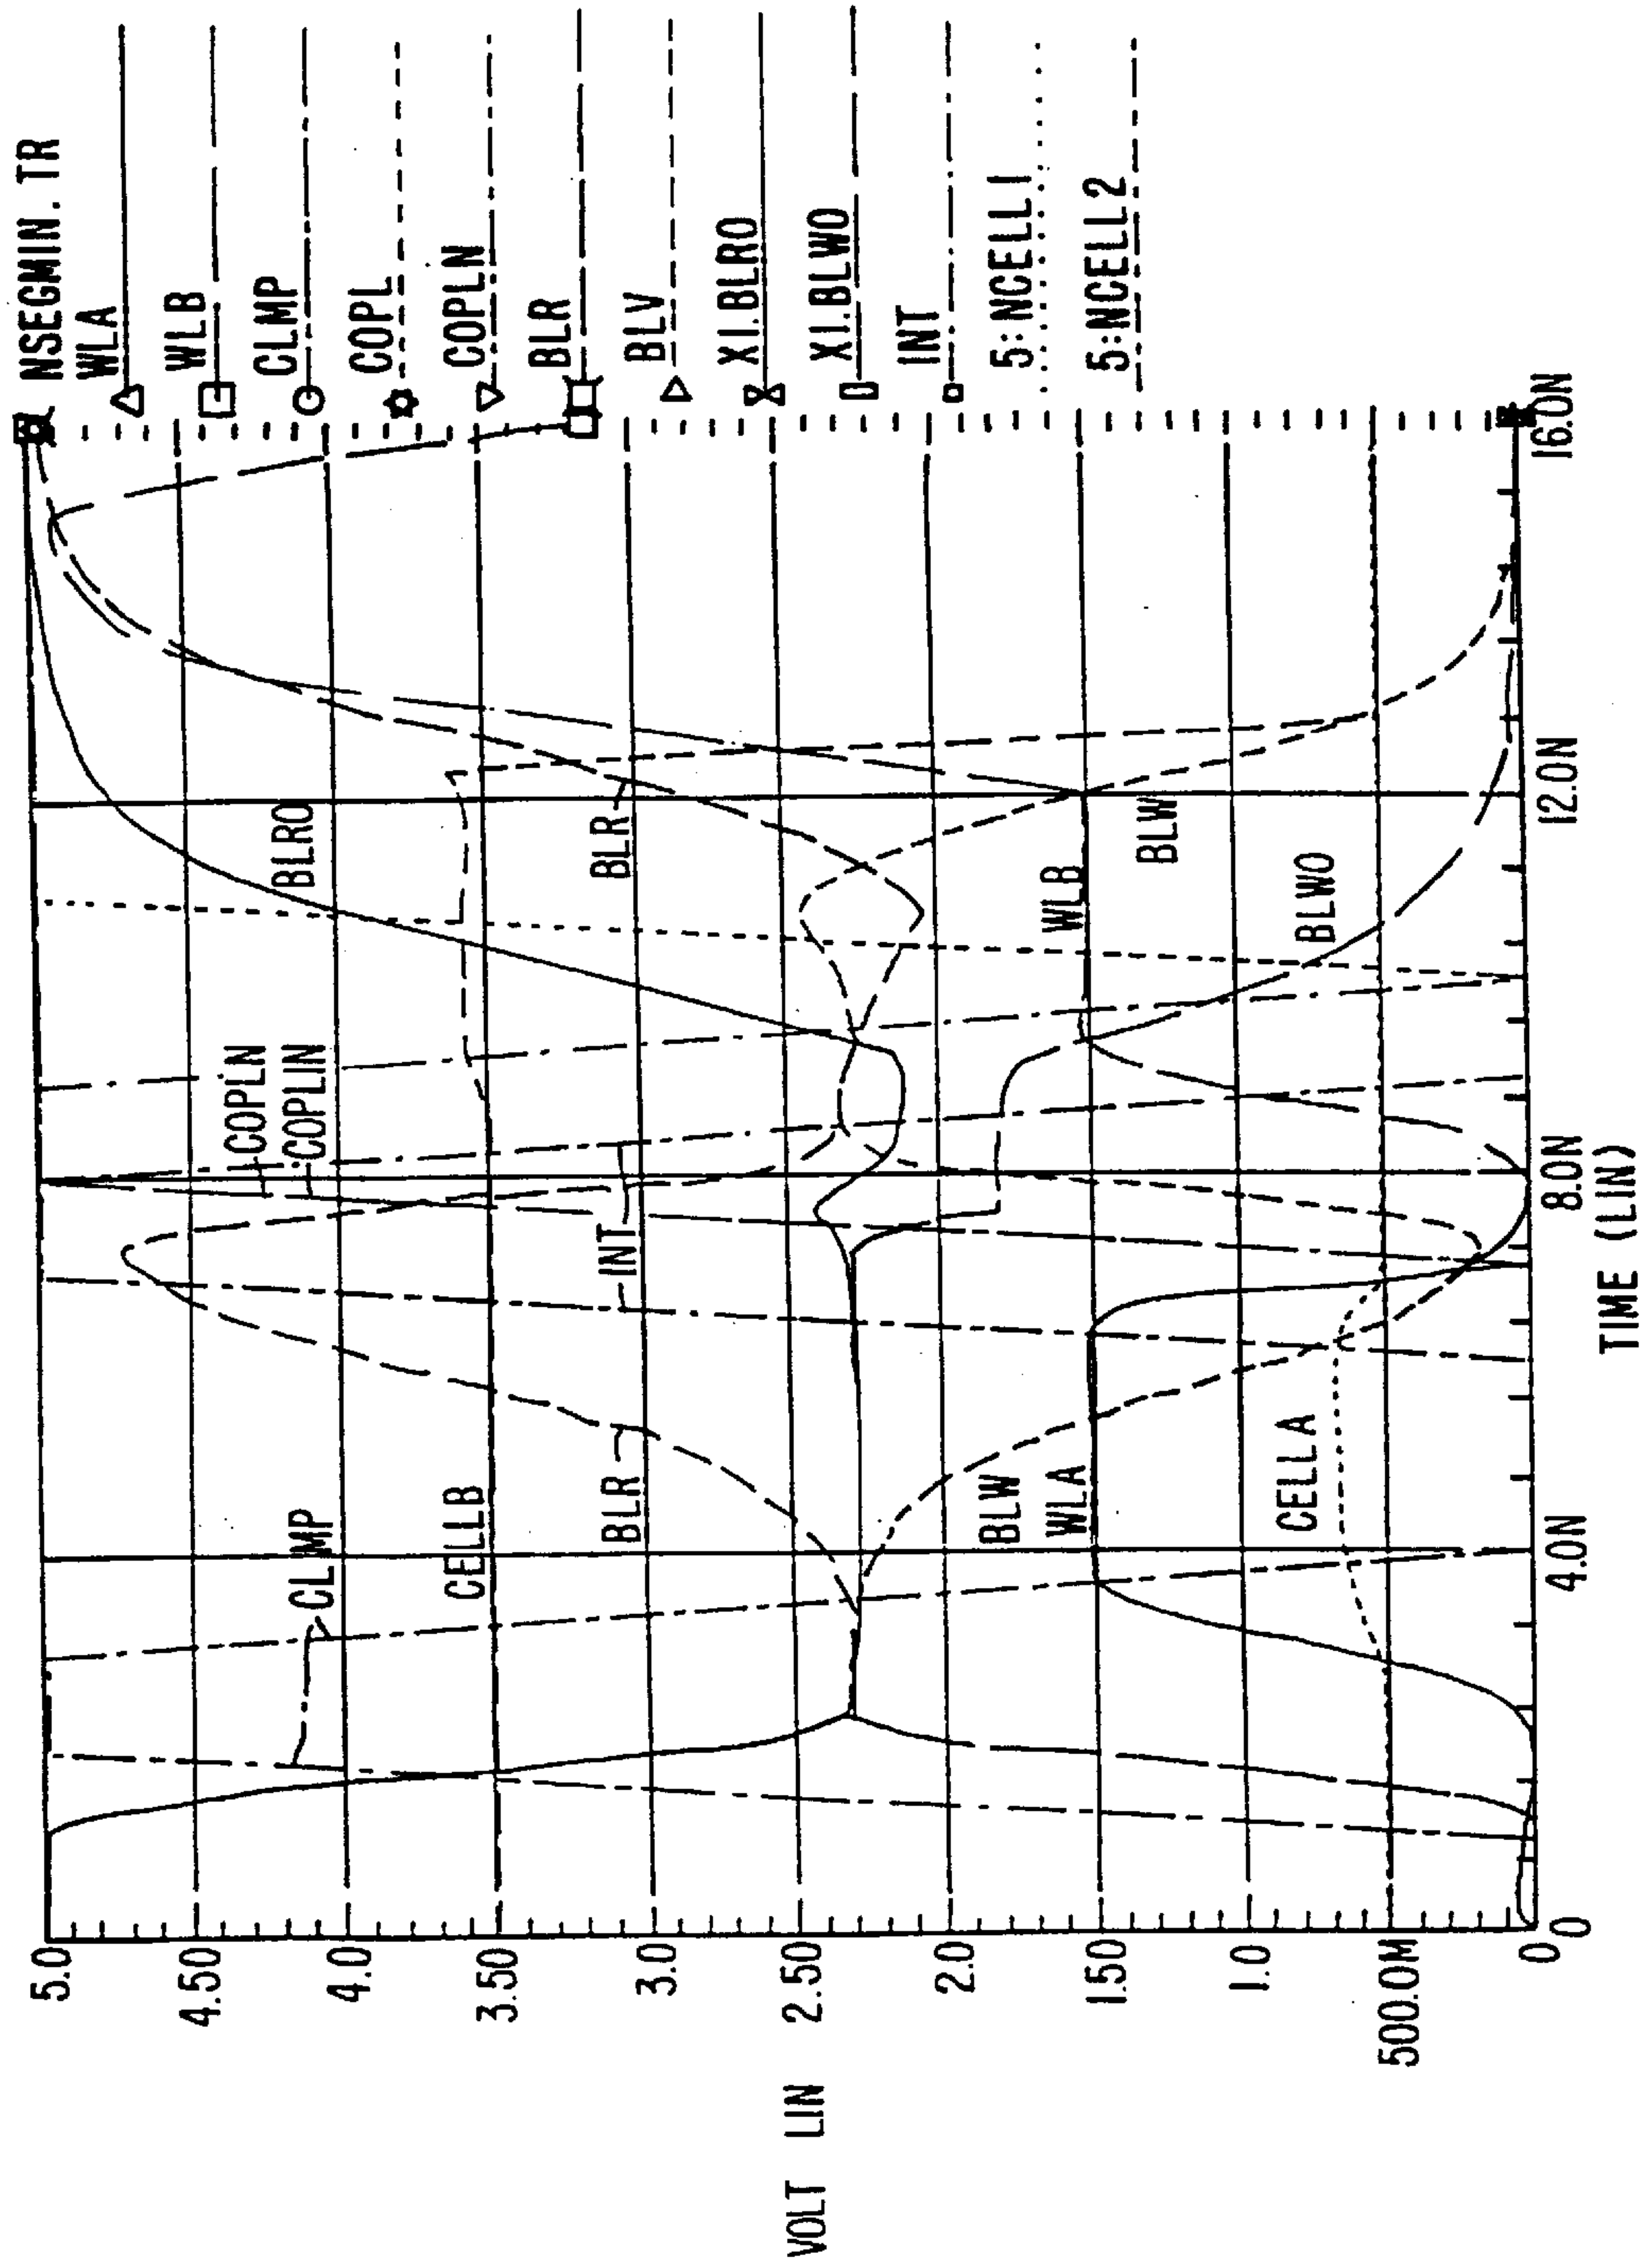 NSEGMIN.TR
WLA
WLB
CLMP
COPL
COPLN
BLR
BLV
X1.BLRO
X1.BLWO
INT
5:NCELL1
5:NCELL2
VOLT LIN
5.0
4.50
4.0
3.50
3.0
2.50
2.0
1.50
1.0
500.0M
0
CLMP
CELLB
BLR
BLW
WLA
CELLA
COPLN
COPLIN
INT
BLRO
BLR
WLB
BLW
BLWO
0
4.0N
8.0N
12.0N
16.0N
TIME (LIN)